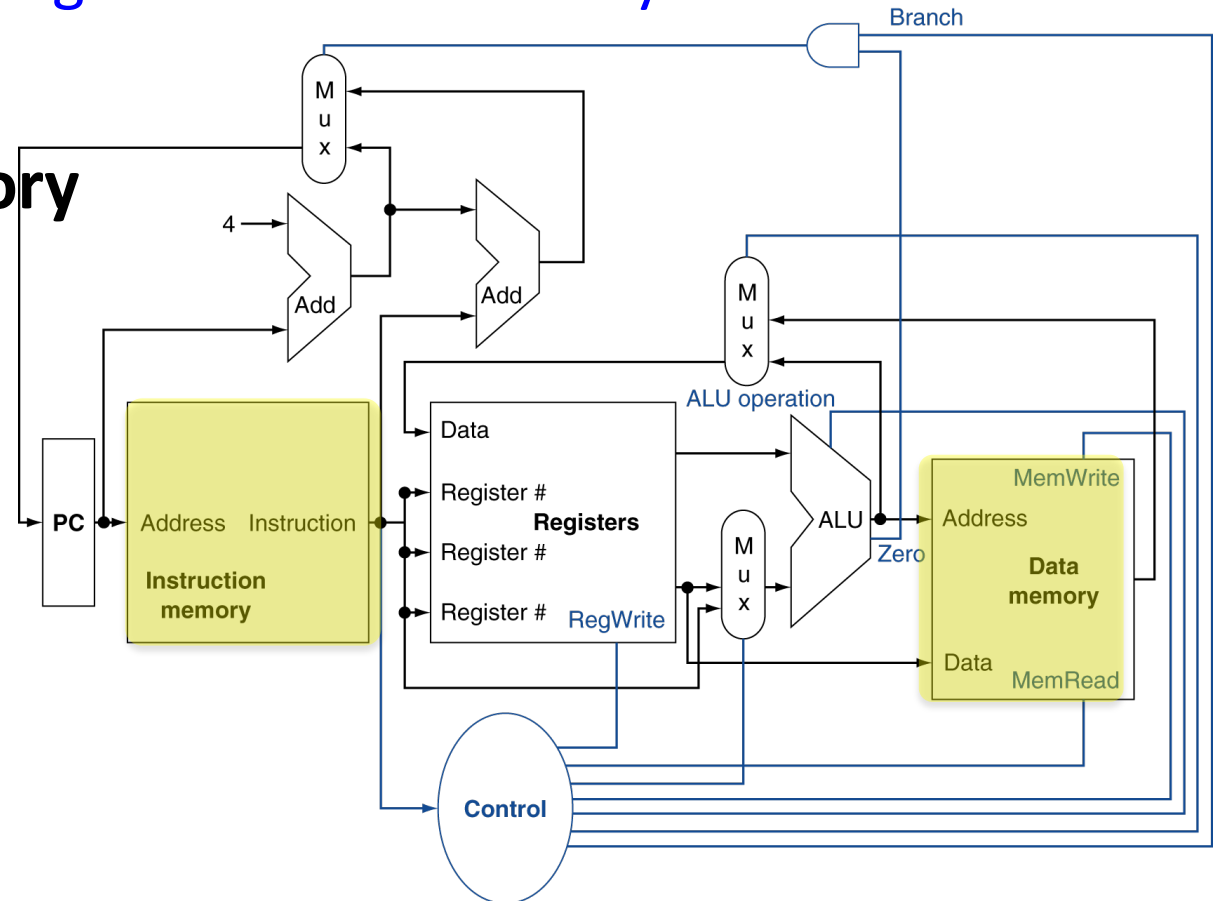 Branch
M
u
x
ory
4
Add
Add
M
u
x
ALU operation
Data
Register #
Registers
Register #
Register #
RegWrite
PC
Address Instruction
Instruction
memory
M
u
x
ALU
Zero
MemWrite
Address
Data
memory
Data
MemRead
Control